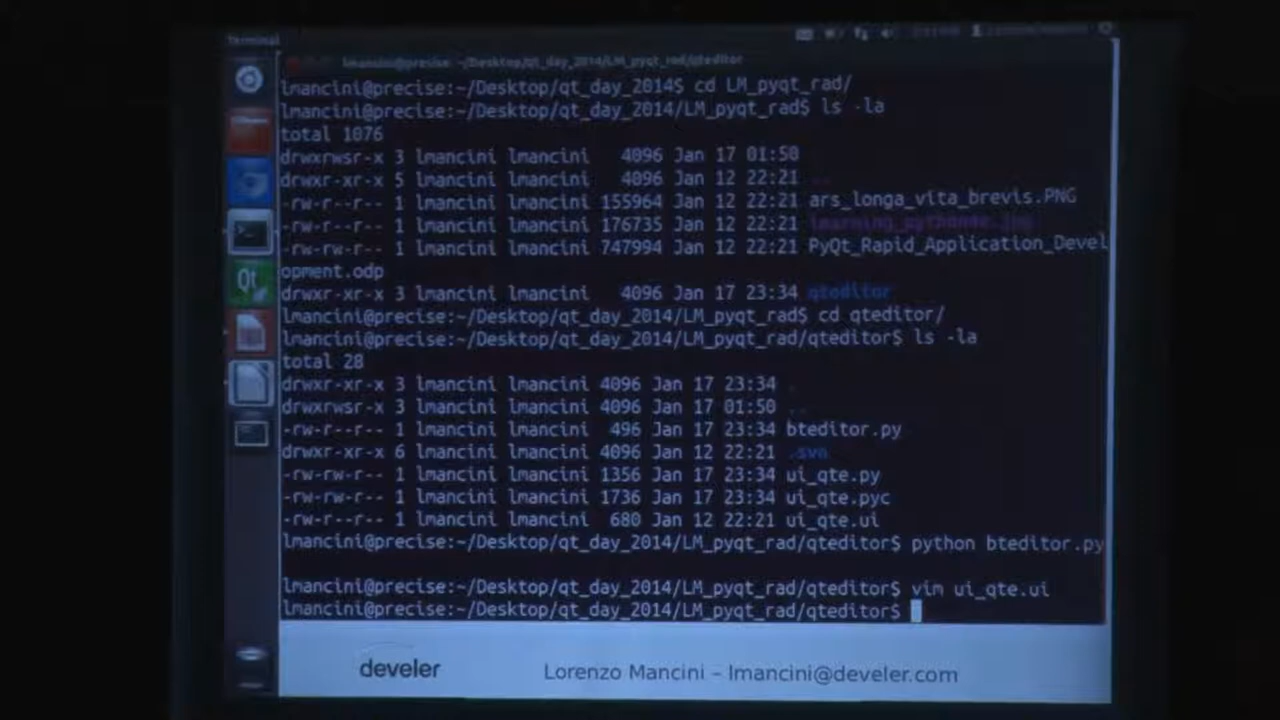 Terminal
lmancini@precise: ~/Desktop/qt_day_2014/LM_pyqt_rad/qteditor
lmancini@precise:~/Desktop/qt_day_2014$ cd LM_pyqt_rad/
lmancini@precise:~/Desktop/qt_day_2014/LM_pyqt_rad$ ls -la
total 1076
drwxrwsr-x 3 lmancini lmancini 4096 Jan 17 01:50
drwxr-xr-x 5 lmancini lmancini 4096 Jan 12 22:21 ..
-rw-r--r-- 1 lmancini lmancini 155964 Jan 12 22:21 ars_longa_vita_brevis.PNG
-rw-r--r-- 1 lmancini lmancini 176735 Jan 12 22:21
-rw-r--r-- 1 lmancini lmancini 747994 Jan 12 22:21 PyQt_Rapid_Application_Devel
opment.odp
drwxr-xr-x 3 lmancini lmancini 4096 Jan 17 23:34 qteditor
lmancini@precise:~/Desktop/qt_day_2014/LM_pyqt_rad$ cd qteditor/
lmancini@precise:~/Desktop/qt_day_2014/LM_pyqt_rad/qteditor$ ls -la
total 28
drwxr-xr-x 3 lmancini lmancini 4096 Jan 17 23:34 .
drwxrwsr-x 3 lmancini lmancini 4096 Jan 17 01:50 ..
-rw-r--r-- 1 lmancini lmancini 496 Jan 17 23:34 bteditor.py
drwxr-xr-x 6 lmancini lmancini 4096 Jan 12 22:21 .svn
-rw-rw-r-- 1 lmancini lmancini 1356 Jan 17 23:34 ui_qte.py
-rw-rw-r-- 1 lmancini lmancini 1736 Jan 17 23:34 ui_qte.pyc
-rw-r--r-- 1 lmancini lmancini 680 Jan 12 22:21 ui_qte.ui
lmancini@precise:~/Desktop/qt_day_2014/LM_pyqt_rad/qteditor$ python bteditor.py
lmancini@precise:~/Desktop/qt_day_2014/LM_pyqt_rad/qteditor$ vim ui_qte.ui
lmancini@precise:~/Desktop/qt_day_2014/LM_pyqt_rad/qteditor$
Qt
develer
Lorenzo Mancini – lmancini@develer.com